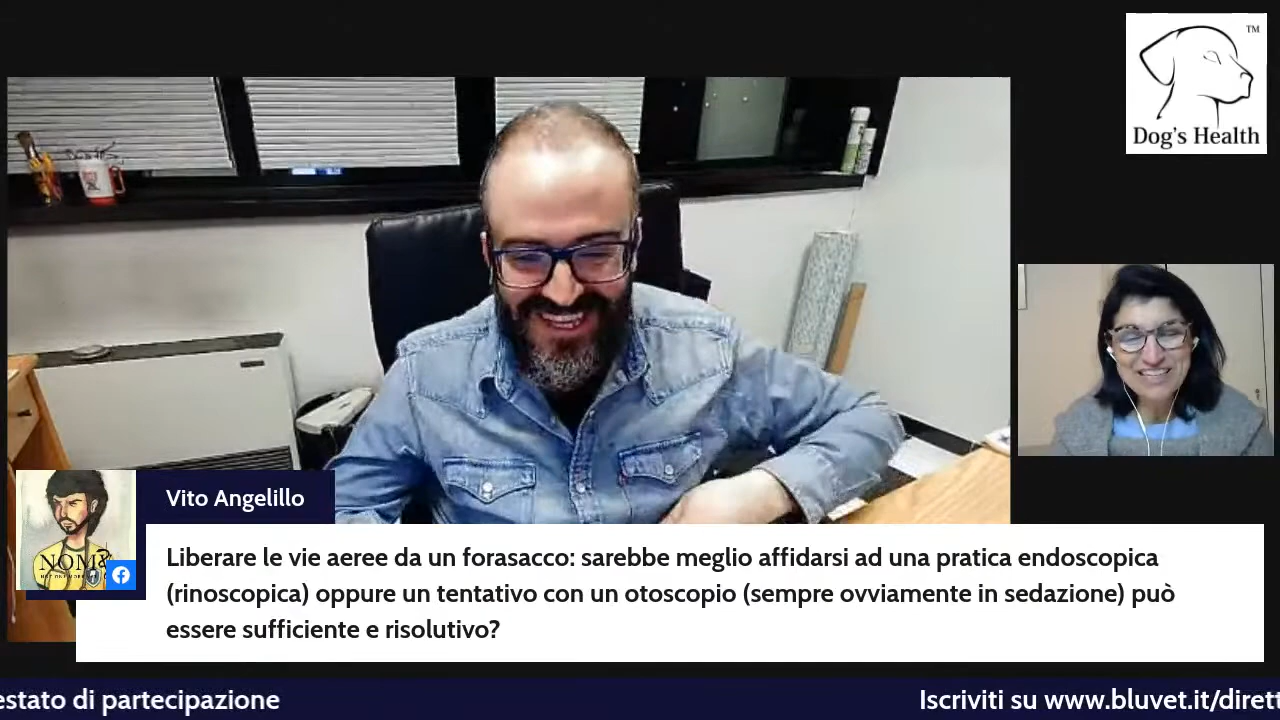 TM
Dog's Health
Vito Angelillo
Liberare le vie aeree da un forasacco: sarebbe meglio affidarsi ad una pratica endoscopica
(rinoscopica) oppure un tentativo con un otoscopio (sempre ovviamente in sedazione) può
essere sufficiente e risolutivo?
estato di partecipazione
Iscriviti su www.bluvet.it/dirett